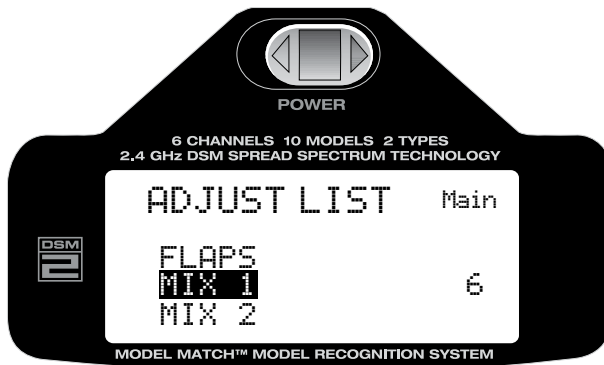 POWER
6 CHANNELS 10 MODELS 2 TYPES
2.4 GHz DSM SPREAD SPECTRUM TECHNOLOGY
ADJUST LIST Main
DSM
2
FLAPS
MIX 1 6
MIX 2
MODEL MATCH™ MODEL RECOGNITION SYSTEM